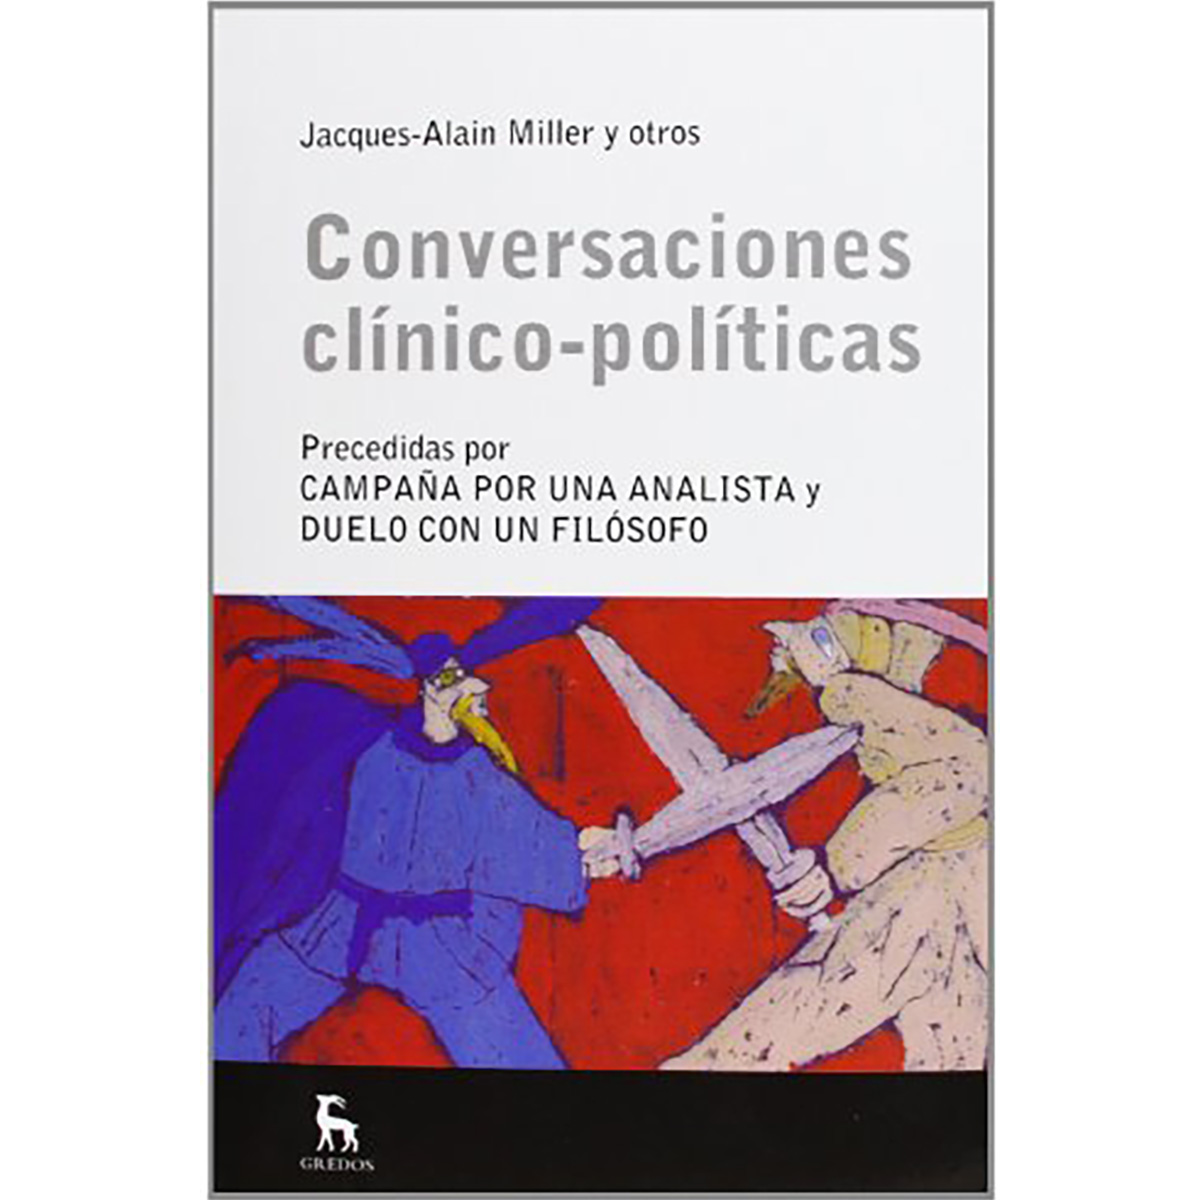 Jacques-Alain Miller y otros
Conversaciones
clínico-políticas
Precedidas por
CAMPAÑA POR UNA ANALISTA y
DUELO CON UN FILÓSOFO
GREDOS